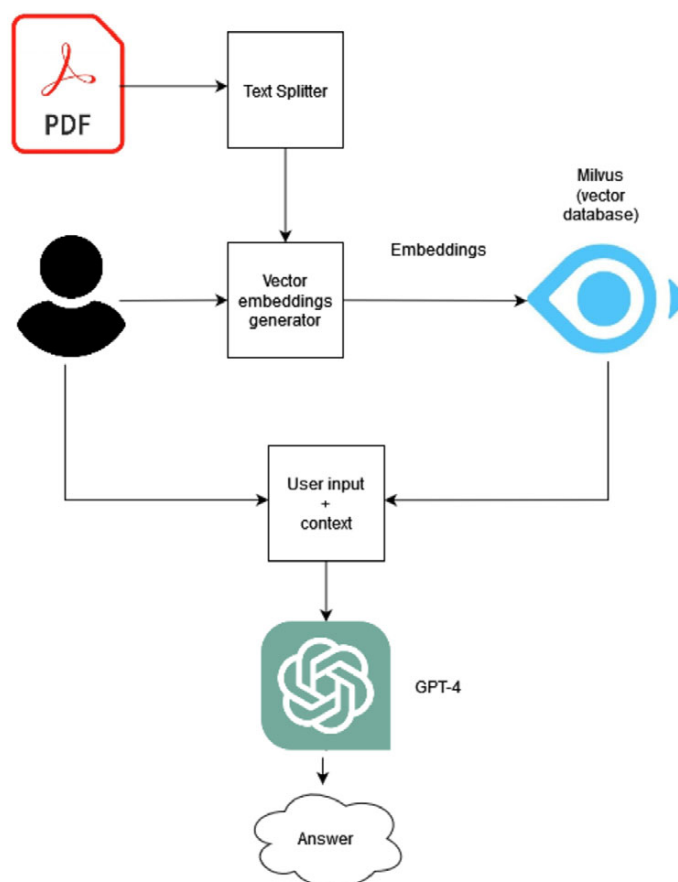 PDF
Text Splitter
Milvus
(vector
database)
Embeddings
Vector
embeddings
generator
User input
+
context
GPT-4
Answer